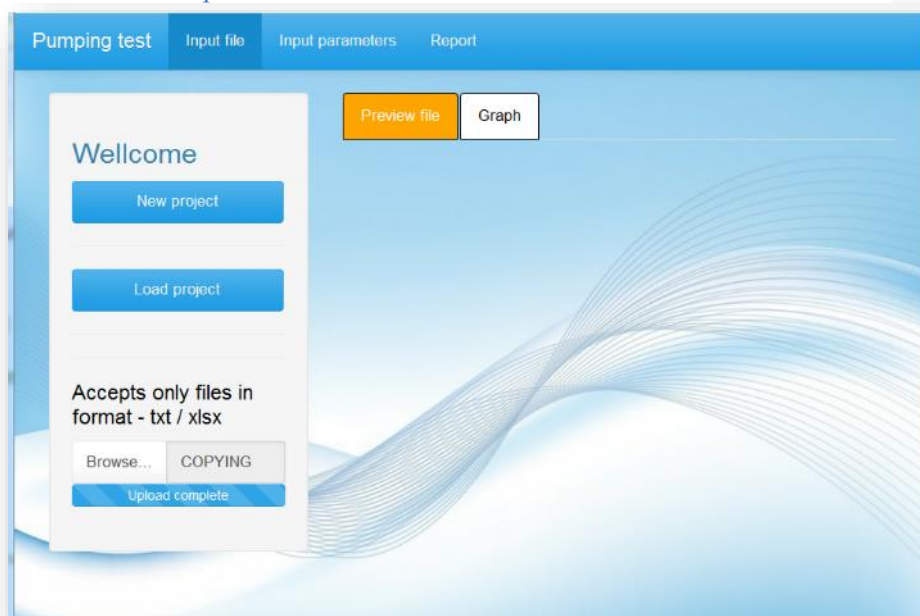 Pumping test Input file Input parameters Report
Preview file Graph
Wellcome
New project
Load project
Accepts only files in
format - txt / xlsx
Browse... COPYING
Upload complete